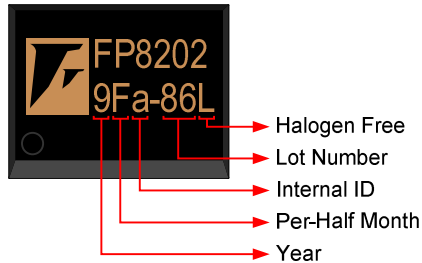 FP8202
9Fa-86L
Halogen Free
Lot Number
Internal ID
Per-Half Month
Year